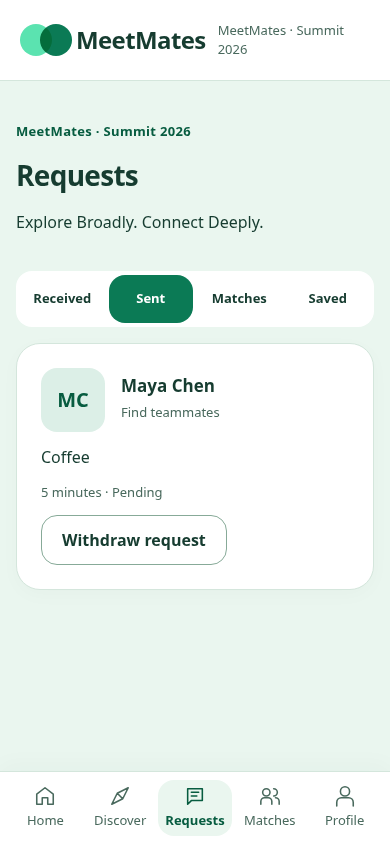 MeetMates
MeetMates · Summit
2026
MeetMates · Summit 2026
Requests
Explore Broadly. Connect Deeply.
Received
Sent
Matches
Saved
MC
Maya Chen
Find teammates
Coffee
5 minutes · Pending
Withdraw request
Home
Discover
Requests
Matches
Profile